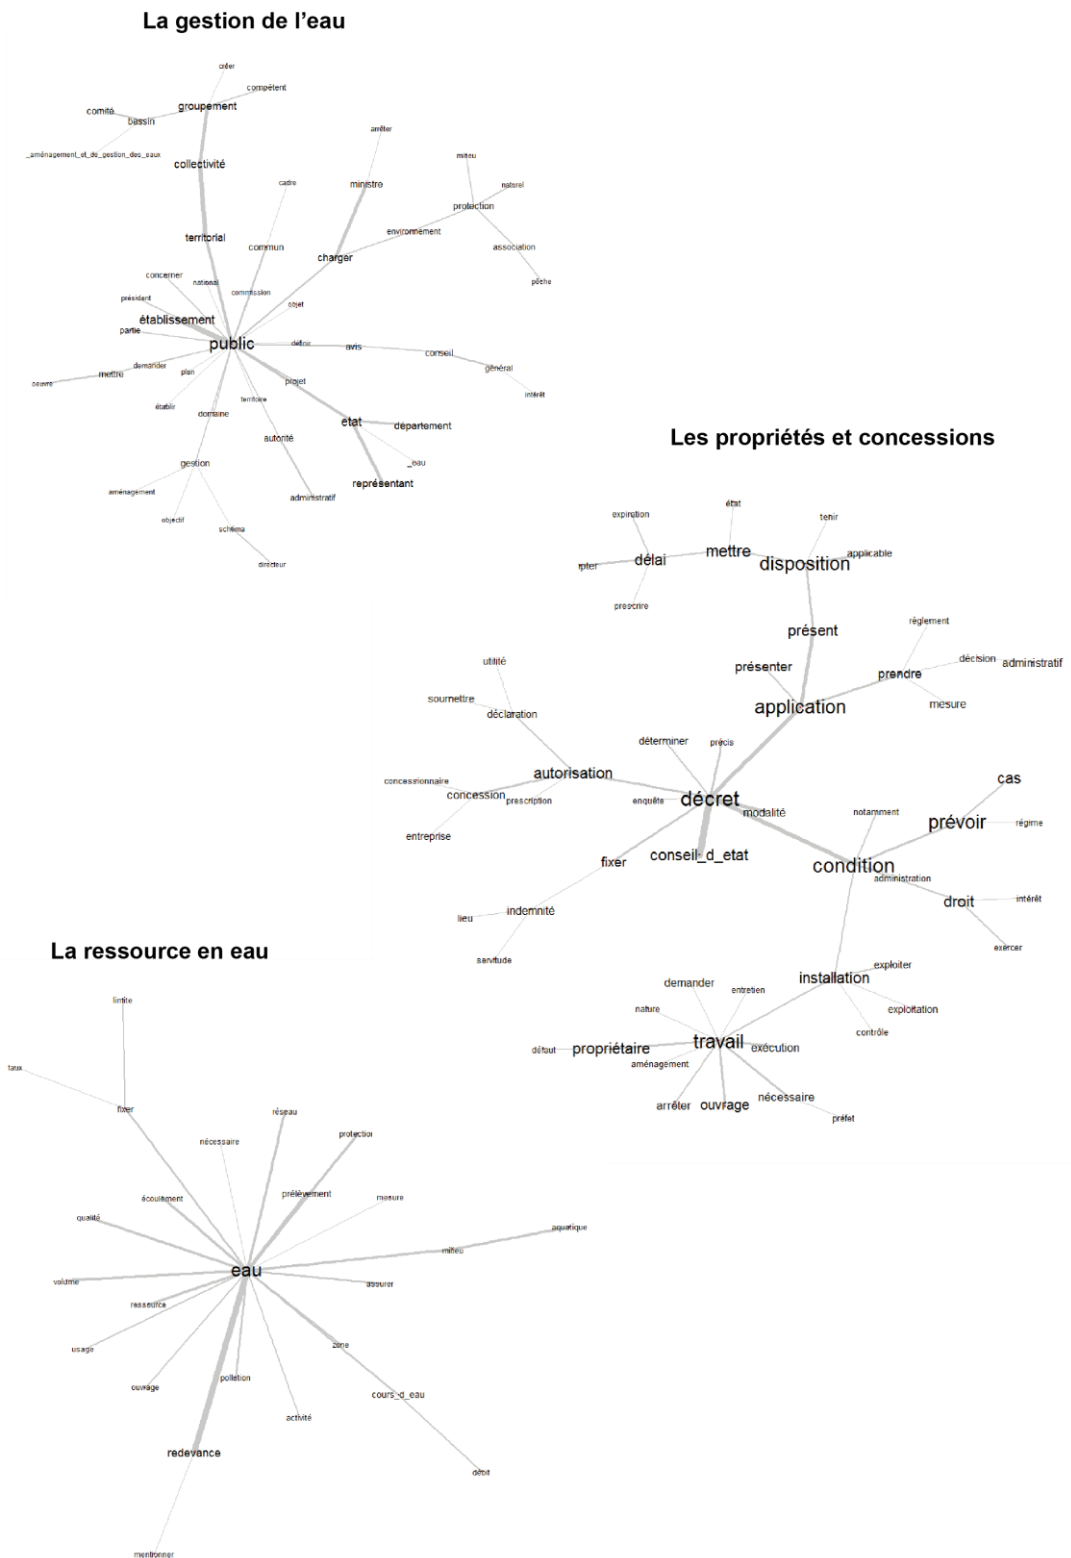 La gestion de l'eau
créer
compétent
groupement
comité
bassin
arrêter
_aménagement_et_de_gestion_des_eaux
collectivité
milieu
cadre
ministre
naturel
protection
environnement
territorial
commun
association
charger
concerner
national
pêche
commission
président
objet
établissement
partie
public
définir
avis
conseil
demander
général
mettre
plan
projet
oeuvre
intérêt
territoire
établir
domaine
etat
département
autorité
gestion
_eau
représentant
aménagement
administratif
objectif
schéma
directeur
Les propriétés et concessions
état
expiration
tenir
mettre
applicable
délai
disposition
pter
prescrire
règlement
présent
utilité
décision
administratif
présenter
prendre
soumettre
mesure
déclaration
application
déterminer
précis
autorisation
concessionnaire
cas
concession
prescription
enquête
décret
modalité
notamment
prévoir
régime
entreprise
conseil_d_etat
fixer
condition
administration
droit
intérêt
indemnité
lieu
exercer
servitude
exploiter
installation
demander
entretien
nature
exploitation
contrôle
travail
défaut
propriétaire
exécution
aménagement
nécessaire
arrêter
ouvrage
préfet
La ressource en eau
limite
taux
fixer
réseau
protection
nécessaire
prélèvement
mesure
écoulement
qualité
aquatique
milieu
eau
volume
assurer
ressource
zone
usage
pollution
ouvrage
cours_d_eau
activité
redevance
débit
mentionner